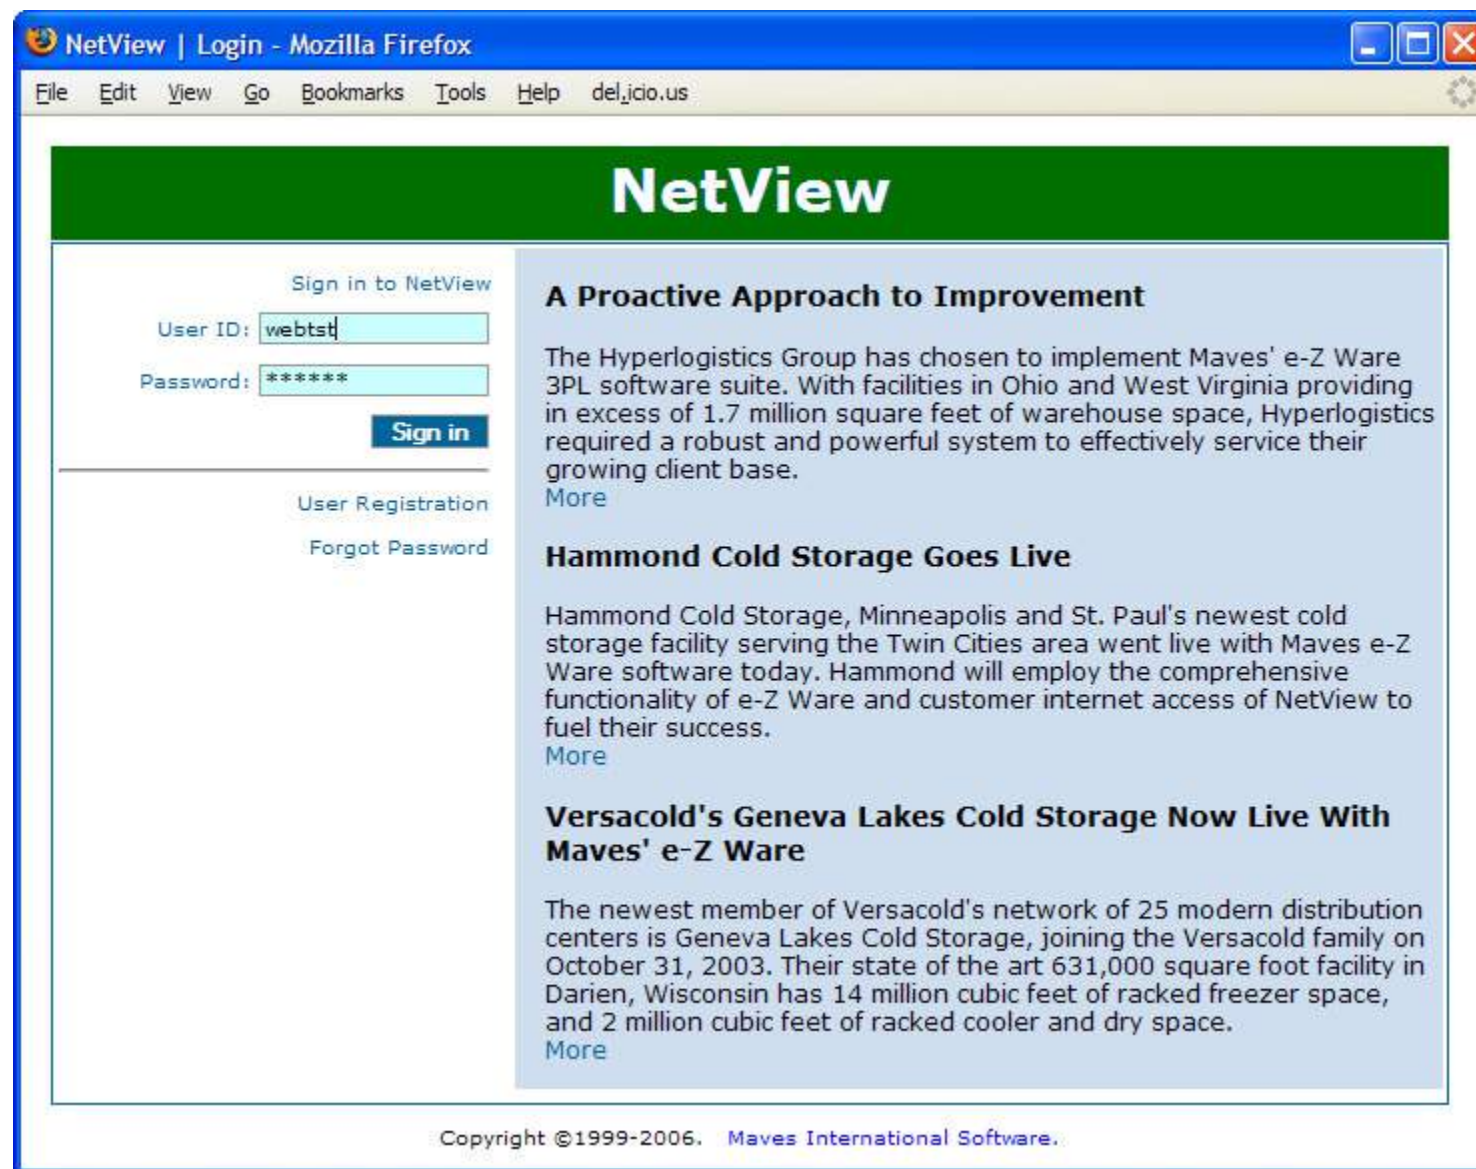 NetView | Login - Mozilla Firefox
File Edit View Go Bookmarks Tools Help del.icio.us
NetView
Sign in to NetView
User ID: webtst
Password: ******
Sign in
User Registration
Forgot Password
A Proactive Approach to Improvement
The Hyperlogistics Group has chosen to implement Maves' e-Z Ware
3PL software suite. With facilities in Ohio and West Virginia providing
in excess of 1.7 million square feet of warehouse space, Hyperlogistics
required a robust and powerful system to effectively service their
growing client base.
More
Hammond Cold Storage Goes Live
Hammond Cold Storage, Minneapolis and St. Paul's newest cold
storage facility serving the Twin Cities area went live with Maves e-Z
Ware software today. Hammond will employ the comprehensive
functionality of e-Z Ware and customer internet access of NetView to
fuel their success.
More
Versacold's Geneva Lakes Cold Storage Now Live With
Maves' e-Z Ware
The newest member of Versacold's network of 25 modern distribution
centers is Geneva Lakes Cold Storage, joining the Versacold family on
October 31, 2003. Their state of the art 631,000 square foot facility in
Darien, Wisconsin has 14 million cubic feet of racked freezer space,
and 2 million cubic feet of racked cooler and dry space.
More
Copyright ©1999-2006. Maves International Software.